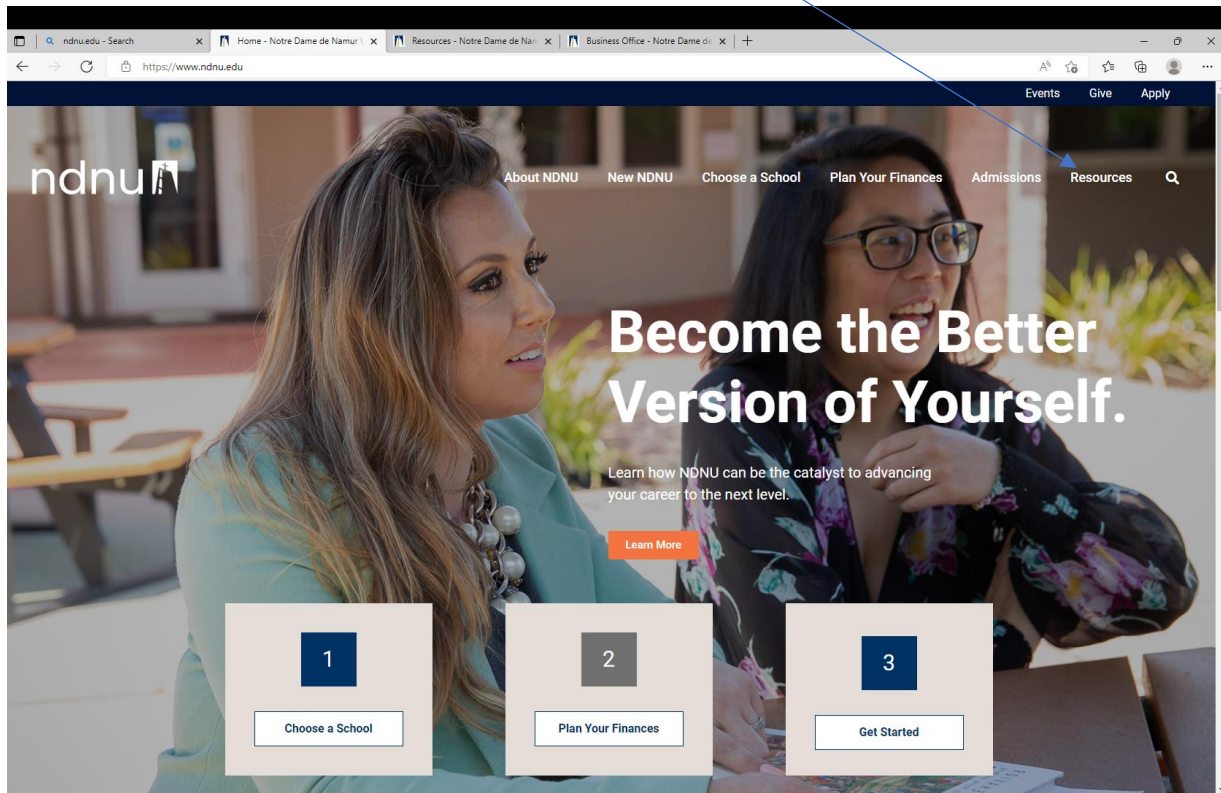 ndnu.edu - Search
Home - Notre Dame de Namur U
Resources - Notre Dame de Nam
Business Office - Notre Dame de
https://www.ndnu.edu
Events Give Apply
ndnu
About NDNU New NDNU Choose a School Plan Your Finances Admissions Resources
Become the Better
Version of Yourself.
Learn how NDNU can be the catalyst to advancing
your career to the next level.
Learn More
1
Choose a School
2
Plan Your Finances
3
Get Started